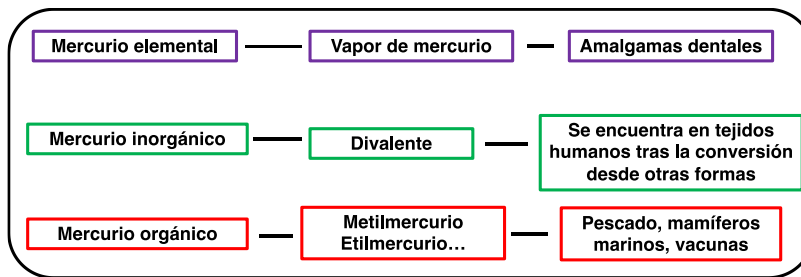 Mercurio elemental
Vapor de mercurio
Amalgamas dentales
Mercurio inorgánico
Divalente
Se encuentra en tejidos
humanos tras la conversión
desde otras formas
Mercurio orgánico
Metilmercurio
Etilmercurio...
Pescado, mamíferos
marinos, vacunas